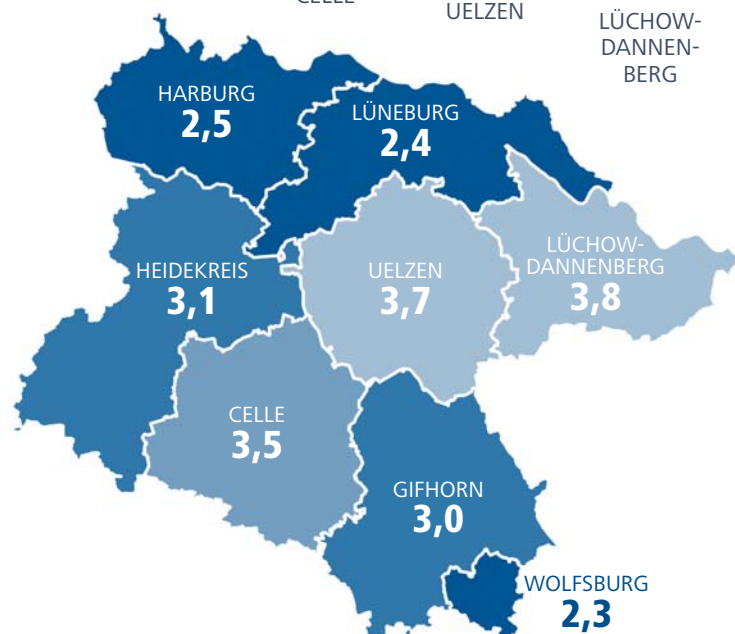 CELLE
UELZEN
LÜCHOW-
DANNEN-
BERG
HARBURG
2,5
LÜNEBURG
2,4
HEIDEKREIS
3,1
UELZEN
3,7
LÜCHOW-
DANNENBERG
3,8
CELLE
3,5
GIFHORN
3,0
WOLFSBURG
2,3